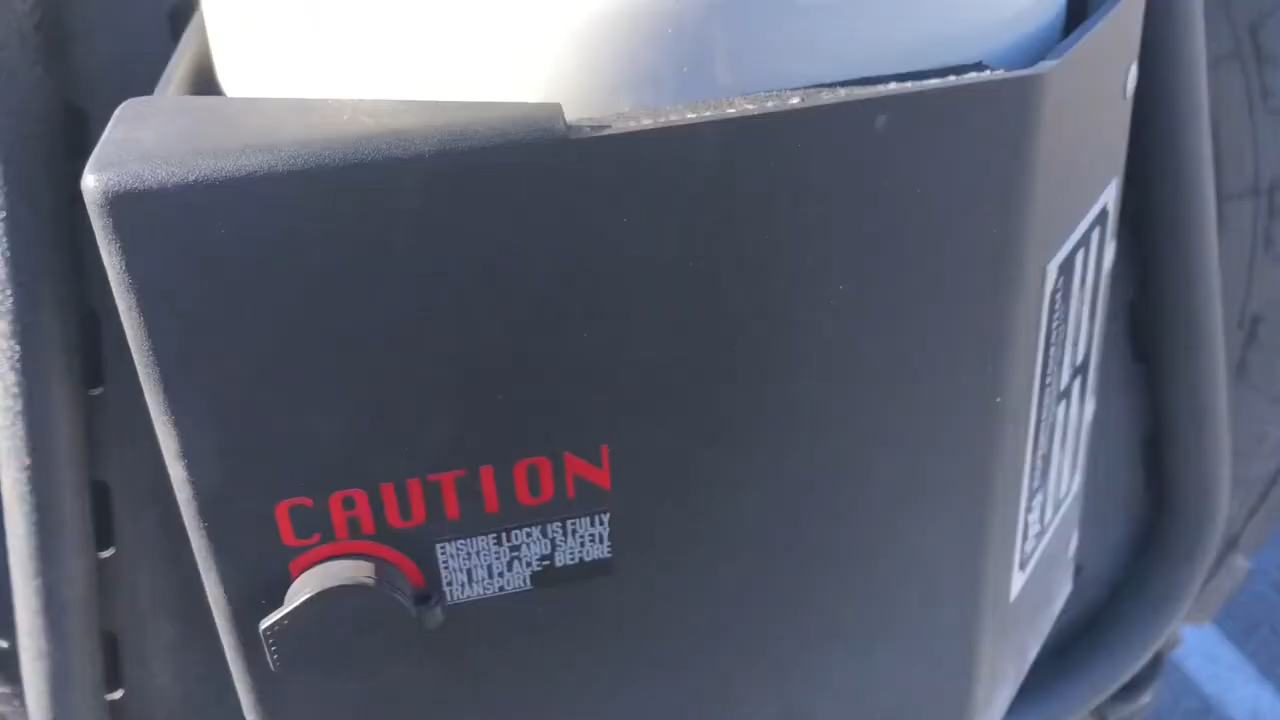 CAUTION
ENSURE LOCK IS FULLY
ENGAGED-AND SAFETY
PIN IN PLACE- BEFORE
TRANSPORT